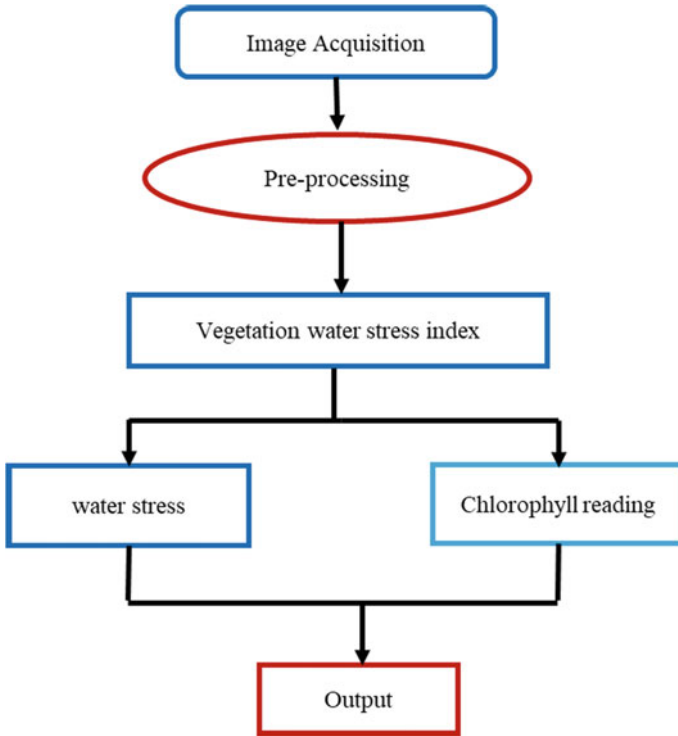 Image Acquisition
Pre-processing
Vegetation water stress index
water stress
Chlorophyll reading
Output